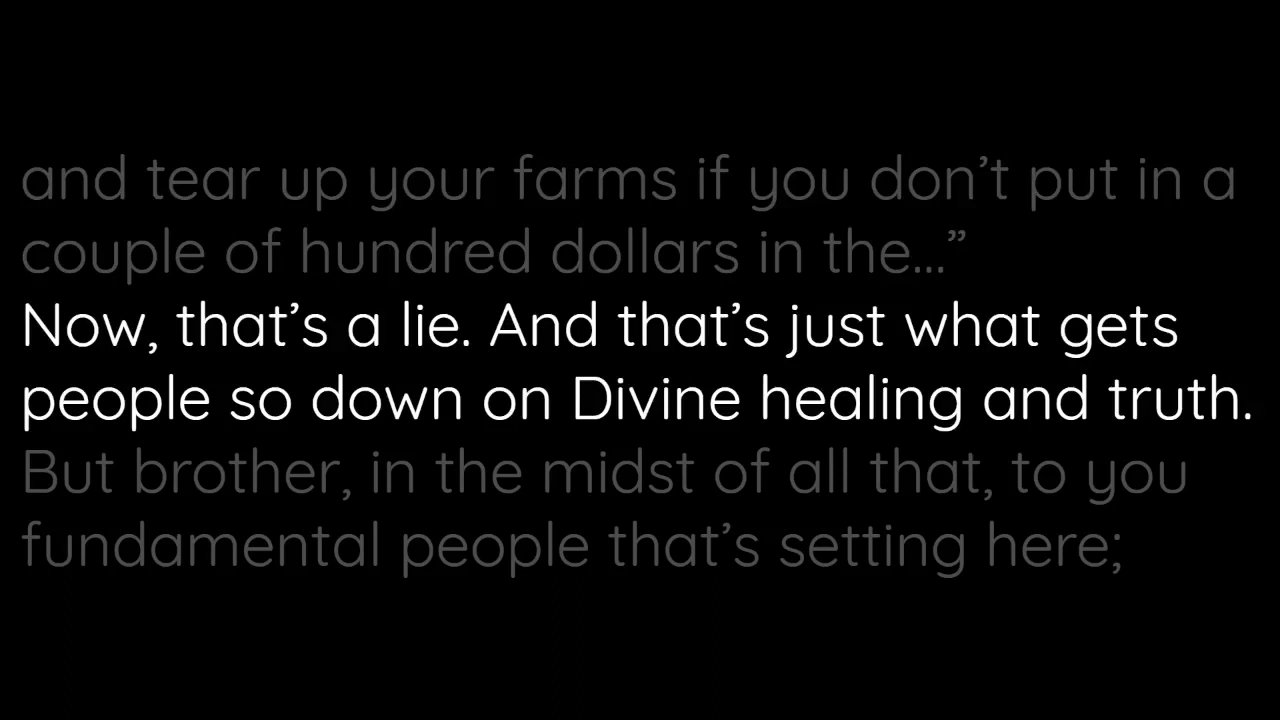 and tear up your farms if you don’t put in a
couple of hundred dollars in the...”
Now, that’s a lie. And that’s just what gets
people so down on Divine healing and truth.
But brother, in the midst of all that, to you
fundamental people that’s setting here;